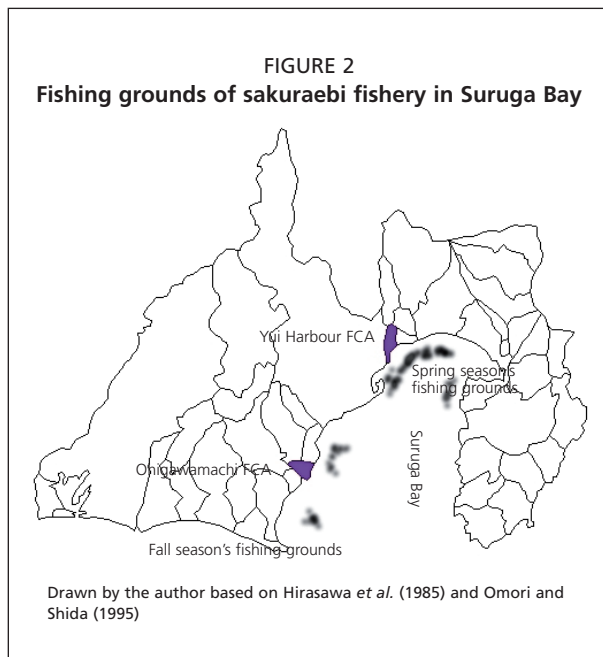 FIGURE 2
Fishing grounds of sakuraebi fishery in Suruga Bay
Yui Harbour FCA
Spring season's
fishing grounds
Suruga Bay
Ohigawamachi FCA
Fall season's fishing grounds
Drawn by the author based on Hirasawa et al. (1985) and Omori and
Shida (1995)